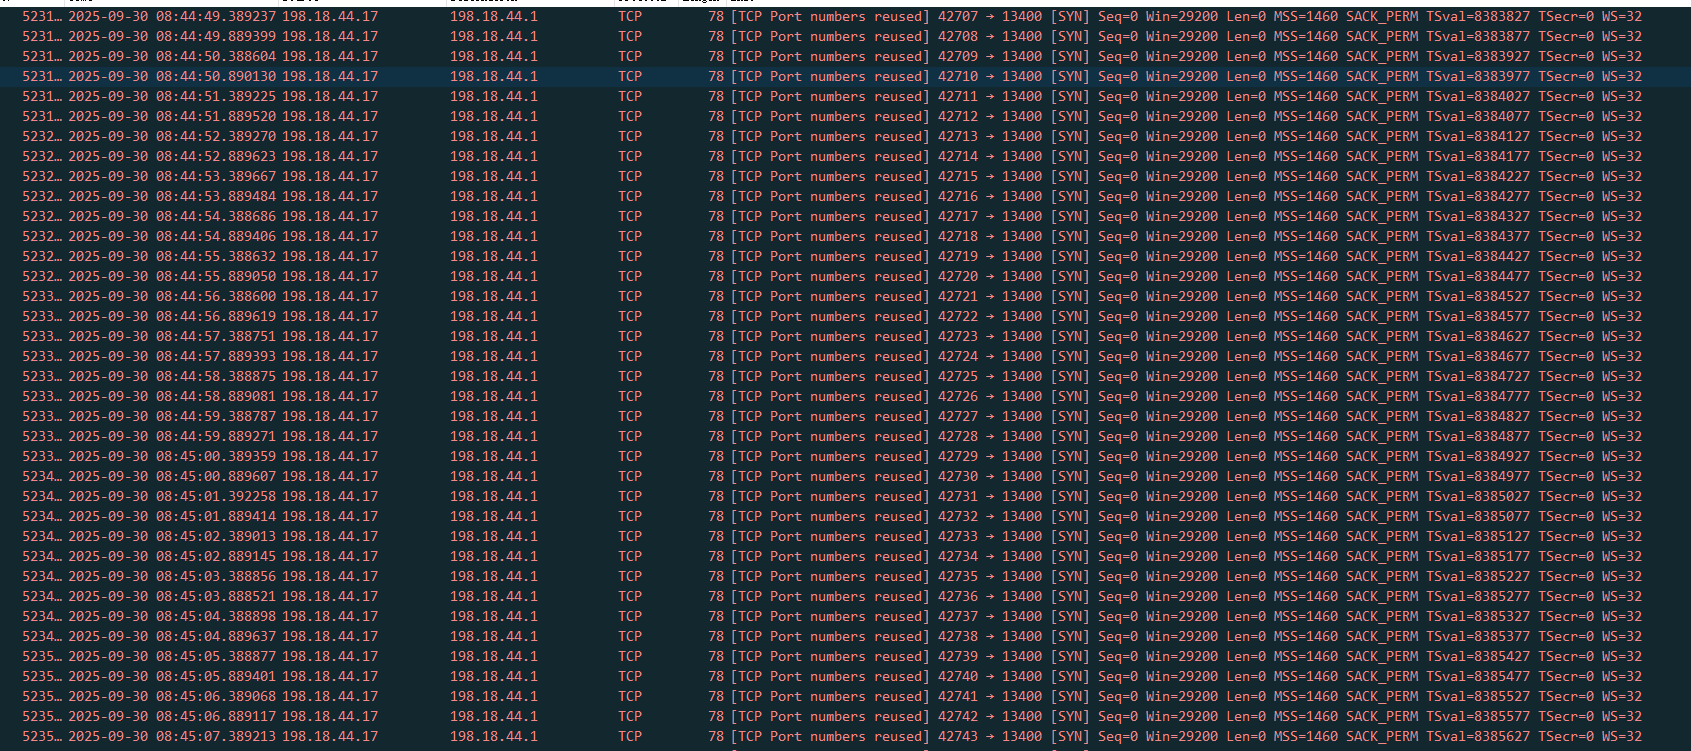 5231… 2025-09-30 08:44:49.389237 198.18.44.17 198.18.44.1 TCP 78 [TCP Port numbers reused] 42707 → 13400 [SYN] Seq=0 Win=29200 Len=0 MSS=1460 SACK_PERM TSval=8383827 TSecr=0 WS=32
5231… 2025-09-30 08:44:49.889399 198.18.44.17 198.18.44.1 TCP 78 [TCP Port numbers reused] 42708 → 13400 [SYN] Seq=0 Win=29200 Len=0 MSS=1460 SACK_PERM TSval=8383877 TSecr=0 WS=32
5231… 2025-09-30 08:44:50.388604 198.18.44.17 198.18.44.1 TCP 78 [TCP Port numbers reused] 42709 → 13400 [SYN] Seq=0 Win=29200 Len=0 MSS=1460 SACK_PERM TSval=8383927 TSecr=0 WS=32
5231… 2025-09-30 08:44:50.890130 198.18.44.17 198.18.44.1 TCP 78 [TCP Port numbers reused] 42710 → 13400 [SYN] Seq=0 Win=29200 Len=0 MSS=1460 SACK_PERM TSval=8383977 TSecr=0 WS=32
5231… 2025-09-30 08:44:51.389225 198.18.44.17 198.18.44.1 TCP 78 [TCP Port numbers reused] 42711 → 13400 [SYN] Seq=0 Win=29200 Len=0 MSS=1460 SACK_PERM TSval=8384027 TSecr=0 WS=32
5231… 2025-09-30 08:44:51.889520 198.18.44.17 198.18.44.1 TCP 78 [TCP Port numbers reused] 42712 → 13400 [SYN] Seq=0 Win=29200 Len=0 MSS=1460 SACK_PERM TSval=8384077 TSecr=0 WS=32
5232… 2025-09-30 08:44:52.389270 198.18.44.17 198.18.44.1 TCP 78 [TCP Port numbers reused] 42713 → 13400 [SYN] Seq=0 Win=29200 Len=0 MSS=1460 SACK_PERM TSval=8384127 TSecr=0 WS=32
5232… 2025-09-30 08:44:52.889623 198.18.44.17 198.18.44.1 TCP 78 [TCP Port numbers reused] 42714 → 13400 [SYN] Seq=0 Win=29200 Len=0 MSS=1460 SACK_PERM TSval=8384177 TSecr=0 WS=32
5232… 2025-09-30 08:44:53.389667 198.18.44.17 198.18.44.1 TCP 78 [TCP Port numbers reused] 42715 → 13400 [SYN] Seq=0 Win=29200 Len=0 MSS=1460 SACK_PERM TSval=8384227 TSecr=0 WS=32
5232… 2025-09-30 08:44:53.889484 198.18.44.17 198.18.44.1 TCP 78 [TCP Port numbers reused] 42716 → 13400 [SYN] Seq=0 Win=29200 Len=0 MSS=1460 SACK_PERM TSval=8384277 TSecr=0 WS=32
5232… 2025-09-30 08:44:54.388686 198.18.44.17 198.18.44.1 TCP 78 [TCP Port numbers reused] 42717 → 13400 [SYN] Seq=0 Win=29200 Len=0 MSS=1460 SACK_PERM TSval=8384327 TSecr=0 WS=32
5232… 2025-09-30 08:44:54.889406 198.18.44.17 198.18.44.1 TCP 78 [TCP Port numbers reused] 42718 → 13400 [SYN] Seq=0 Win=29200 Len=0 MSS=1460 SACK_PERM TSval=8384377 TSecr=0 WS=32
5232… 2025-09-30 08:44:55.388632 198.18.44.17 198.18.44.1 TCP 78 [TCP Port numbers reused] 42719 → 13400 [SYN] Seq=0 Win=29200 Len=0 MSS=1460 SACK_PERM TSval=8384427 TSecr=0 WS=32
5232… 2025-09-30 08:44:55.889050 198.18.44.17 198.18.44.1 TCP 78 [TCP Port numbers reused] 42720 → 13400 [SYN] Seq=0 Win=29200 Len=0 MSS=1460 SACK_PERM TSval=8384477 TSecr=0 WS=32
5233… 2025-09-30 08:44:56.388600 198.18.44.17 198.18.44.1 TCP 78 [TCP Port numbers reused] 42721 → 13400 [SYN] Seq=0 Win=29200 Len=0 MSS=1460 SACK_PERM TSval=8384527 TSecr=0 WS=32
5233… 2025-09-30 08:44:56.889619 198.18.44.17 198.18.44.1 TCP 78 [TCP Port numbers reused] 42722 → 13400 [SYN] Seq=0 Win=29200 Len=0 MSS=1460 SACK_PERM TSval=8384577 TSecr=0 WS=32
5233… 2025-09-30 08:44:57.388751 198.18.44.17 198.18.44.1 TCP 78 [TCP Port numbers reused] 42723 → 13400 [SYN] Seq=0 Win=29200 Len=0 MSS=1460 SACK_PERM TSval=8384627 TSecr=0 WS=32
5233… 2025-09-30 08:44:57.889393 198.18.44.17 198.18.44.1 TCP 78 [TCP Port numbers reused] 42724 → 13400 [SYN] Seq=0 Win=29200 Len=0 MSS=1460 SACK_PERM TSval=8384677 TSecr=0 WS=32
5233… 2025-09-30 08:44:58.388875 198.18.44.17 198.18.44.1 TCP 78 [TCP Port numbers reused] 42725 → 13400 [SYN] Seq=0 Win=29200 Len=0 MSS=1460 SACK_PERM TSval=8384727 TSecr=0 WS=32
5233… 2025-09-30 08:44:58.889081 198.18.44.17 198.18.44.1 TCP 78 [TCP Port numbers reused] 42726 → 13400 [SYN] Seq=0 Win=29200 Len=0 MSS=1460 SACK_PERM TSval=8384777 TSecr=0 WS=32
5233… 2025-09-30 08:44:59.388787 198.18.44.17 198.18.44.1 TCP 78 [TCP Port numbers reused] 42727 → 13400 [SYN] Seq=0 Win=29200 Len=0 MSS=1460 SACK_PERM TSval=8384827 TSecr=0 WS=32
5233… 2025-09-30 08:44:59.889271 198.18.44.17 198.18.44.1 TCP 78 [TCP Port numbers reused] 42728 → 13400 [SYN] Seq=0 Win=29200 Len=0 MSS=1460 SACK_PERM TSval=8384877 TSecr=0 WS=32
5233… 2025-09-30 08:45:00.389359 198.18.44.17 198.18.44.1 TCP 78 [TCP Port numbers reused] 42729 → 13400 [SYN] Seq=0 Win=29200 Len=0 MSS=1460 SACK_PERM TSval=8384927 TSecr=0 WS=32
5234… 2025-09-30 08:45:00.889607 198.18.44.17 198.18.44.1 TCP 78 [TCP Port numbers reused] 42730 → 13400 [SYN] Seq=0 Win=29200 Len=0 MSS=1460 SACK_PERM TSval=8384977 TSecr=0 WS=32
5234… 2025-09-30 08:45:01.392258 198.18.44.17 198.18.44.1 TCP 78 [TCP Port numbers reused] 42731 → 13400 [SYN] Seq=0 Win=29200 Len=0 MSS=1460 SACK_PERM TSval=8385027 TSecr=0 WS=32
5234… 2025-09-30 08:45:01.889414 198.18.44.17 198.18.44.1 TCP 78 [TCP Port numbers reused] 42732 → 13400 [SYN] Seq=0 Win=29200 Len=0 MSS=1460 SACK_PERM TSval=8385077 TSecr=0 WS=32
5234… 2025-09-30 08:45:02.389013 198.18.44.17 198.18.44.1 TCP 78 [TCP Port numbers reused] 42733 → 13400 [SYN] Seq=0 Win=29200 Len=0 MSS=1460 SACK_PERM TSval=8385127 TSecr=0 WS=32
5234… 2025-09-30 08:45:02.889145 198.18.44.17 198.18.44.1 TCP 78 [TCP Port numbers reused] 42734 → 13400 [SYN] Seq=0 Win=29200 Len=0 MSS=1460 SACK_PERM TSval=8385177 TSecr=0 WS=32
5234… 2025-09-30 08:45:03.388856 198.18.44.17 198.18.44.1 TCP 78 [TCP Port numbers reused] 42735 → 13400 [SYN] Seq=0 Win=29200 Len=0 MSS=1460 SACK_PERM TSval=8385227 TSecr=0 WS=32
5234… 2025-09-30 08:45:03.888521 198.18.44.17 198.18.44.1 TCP 78 [TCP Port numbers reused] 42736 → 13400 [SYN] Seq=0 Win=29200 Len=0 MSS=1460 SACK_PERM TSval=8385277 TSecr=0 WS=32
5234… 2025-09-30 08:45:04.388898 198.18.44.17 198.18.44.1 TCP 78 [TCP Port numbers reused] 42737 → 13400 [SYN] Seq=0 Win=29200 Len=0 MSS=1460 SACK_PERM TSval=8385327 TSecr=0 WS=32
5234… 2025-09-30 08:45:04.889637 198.18.44.17 198.18.44.1 TCP 78 [TCP Port numbers reused] 42738 → 13400 [SYN] Seq=0 Win=29200 Len=0 MSS=1460 SACK_PERM TSval=8385377 TSecr=0 WS=32
5235… 2025-09-30 08:45:05.388877 198.18.44.17 198.18.44.1 TCP 78 [TCP Port numbers reused] 42739 → 13400 [SYN] Seq=0 Win=29200 Len=0 MSS=1460 SACK_PERM TSval=8385427 TSecr=0 WS=32
5235… 2025-09-30 08:45:05.889401 198.18.44.17 198.18.44.1 TCP 78 [TCP Port numbers reused] 42740 → 13400 [SYN] Seq=0 Win=29200 Len=0 MSS=1460 SACK_PERM TSval=8385477 TSecr=0 WS=32
5235… 2025-09-30 08:45:06.389068 198.18.44.17 198.18.44.1 TCP 78 [TCP Port numbers reused] 42741 → 13400 [SYN] Seq=0 Win=29200 Len=0 MSS=1460 SACK_PERM TSval=8385527 TSecr=0 WS=32
5235… 2025-09-30 08:45:06.889117 198.18.44.17 198.18.44.1 TCP 78 [TCP Port numbers reused] 42742 → 13400 [SYN] Seq=0 Win=29200 Len=0 MSS=1460 SACK_PERM TSval=8385577 TSecr=0 WS=32
5235… 2025-09-30 08:45:07.389213 198.18.44.17 198.18.44.1 TCP 78 [TCP Port numbers reused] 42743 → 13400 [SYN] Seq=0 Win=29200 Len=0 MSS=1460 SACK_PERM TSval=8385627 TSecr=0 WS=32